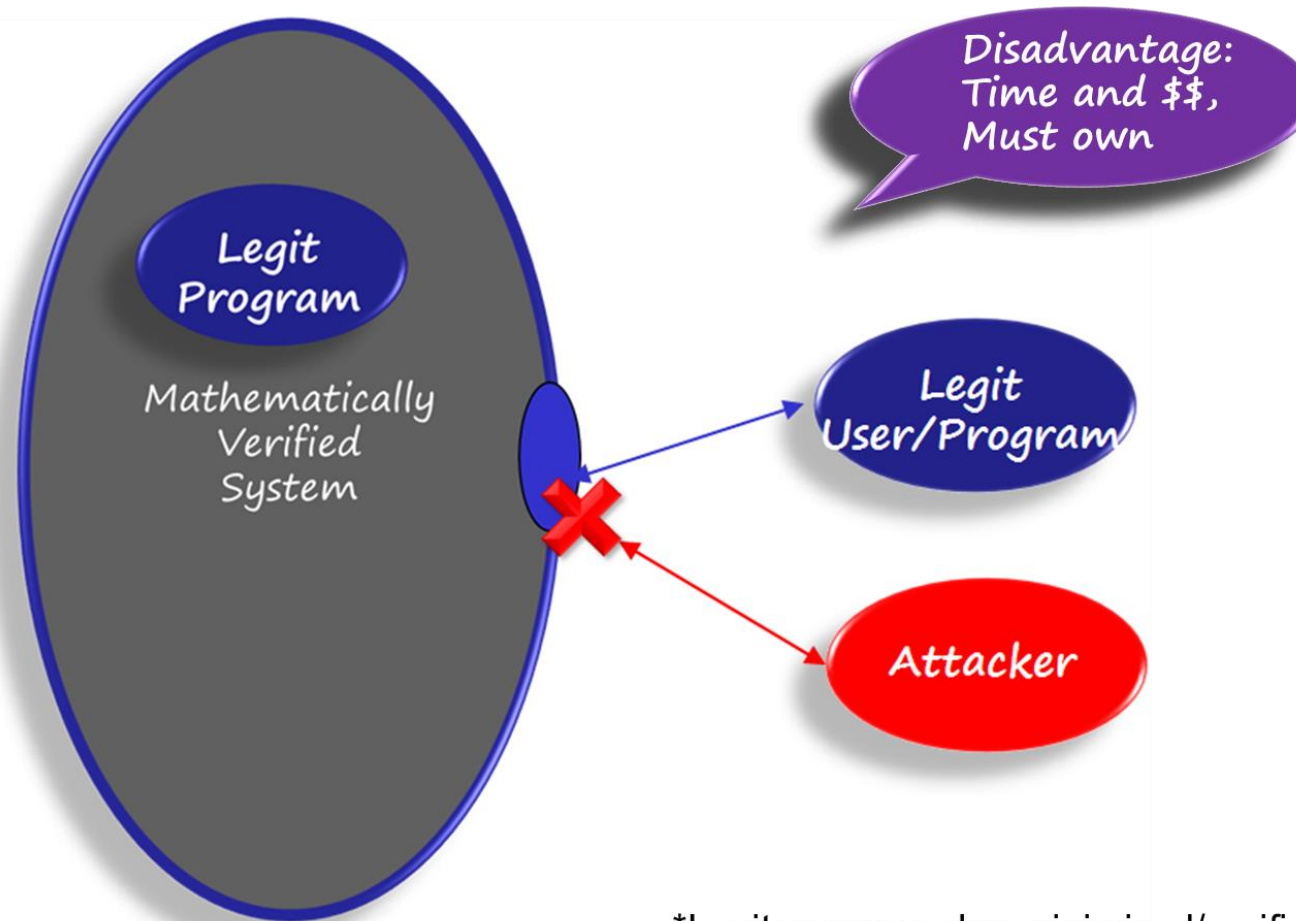 Disadvantage:
Time and $$,
Must own
Legit
Program
Mathematically
Verified
System
Legit
User/Program
Attacker